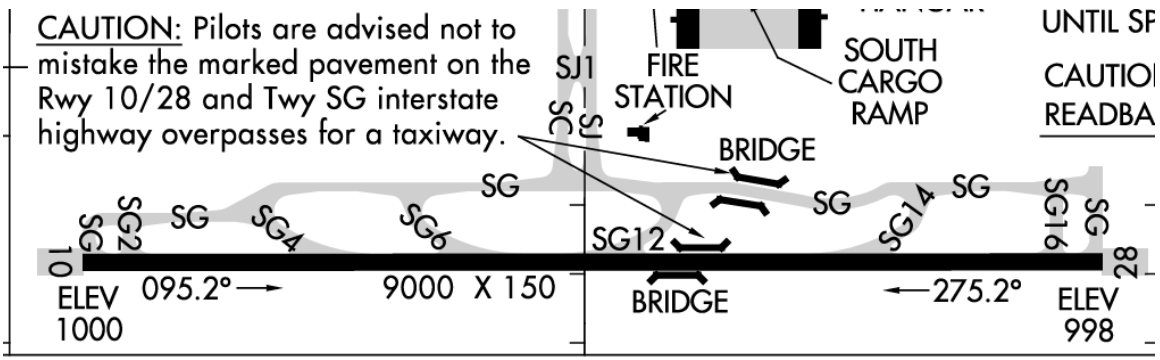 CAUTION: Pilots are advised not to
mistake the marked pavement on the
Rwy 10/28 and Twy SG interstate
highway overpasses for a taxiway.
SJ1
SC
SJ
FIRE
STATION
SOUTH
CARGO
RAMP
UNTIL SP
CAUTIO
READBA
BRIDGE
SG
SG
SG
SG
SG
SG2
SG4
SG6
SG12
SG14
SG16
SG
10
28
ELEV
1000
095.2°
9000 X 150
BRIDGE
275.2°
ELEV
998